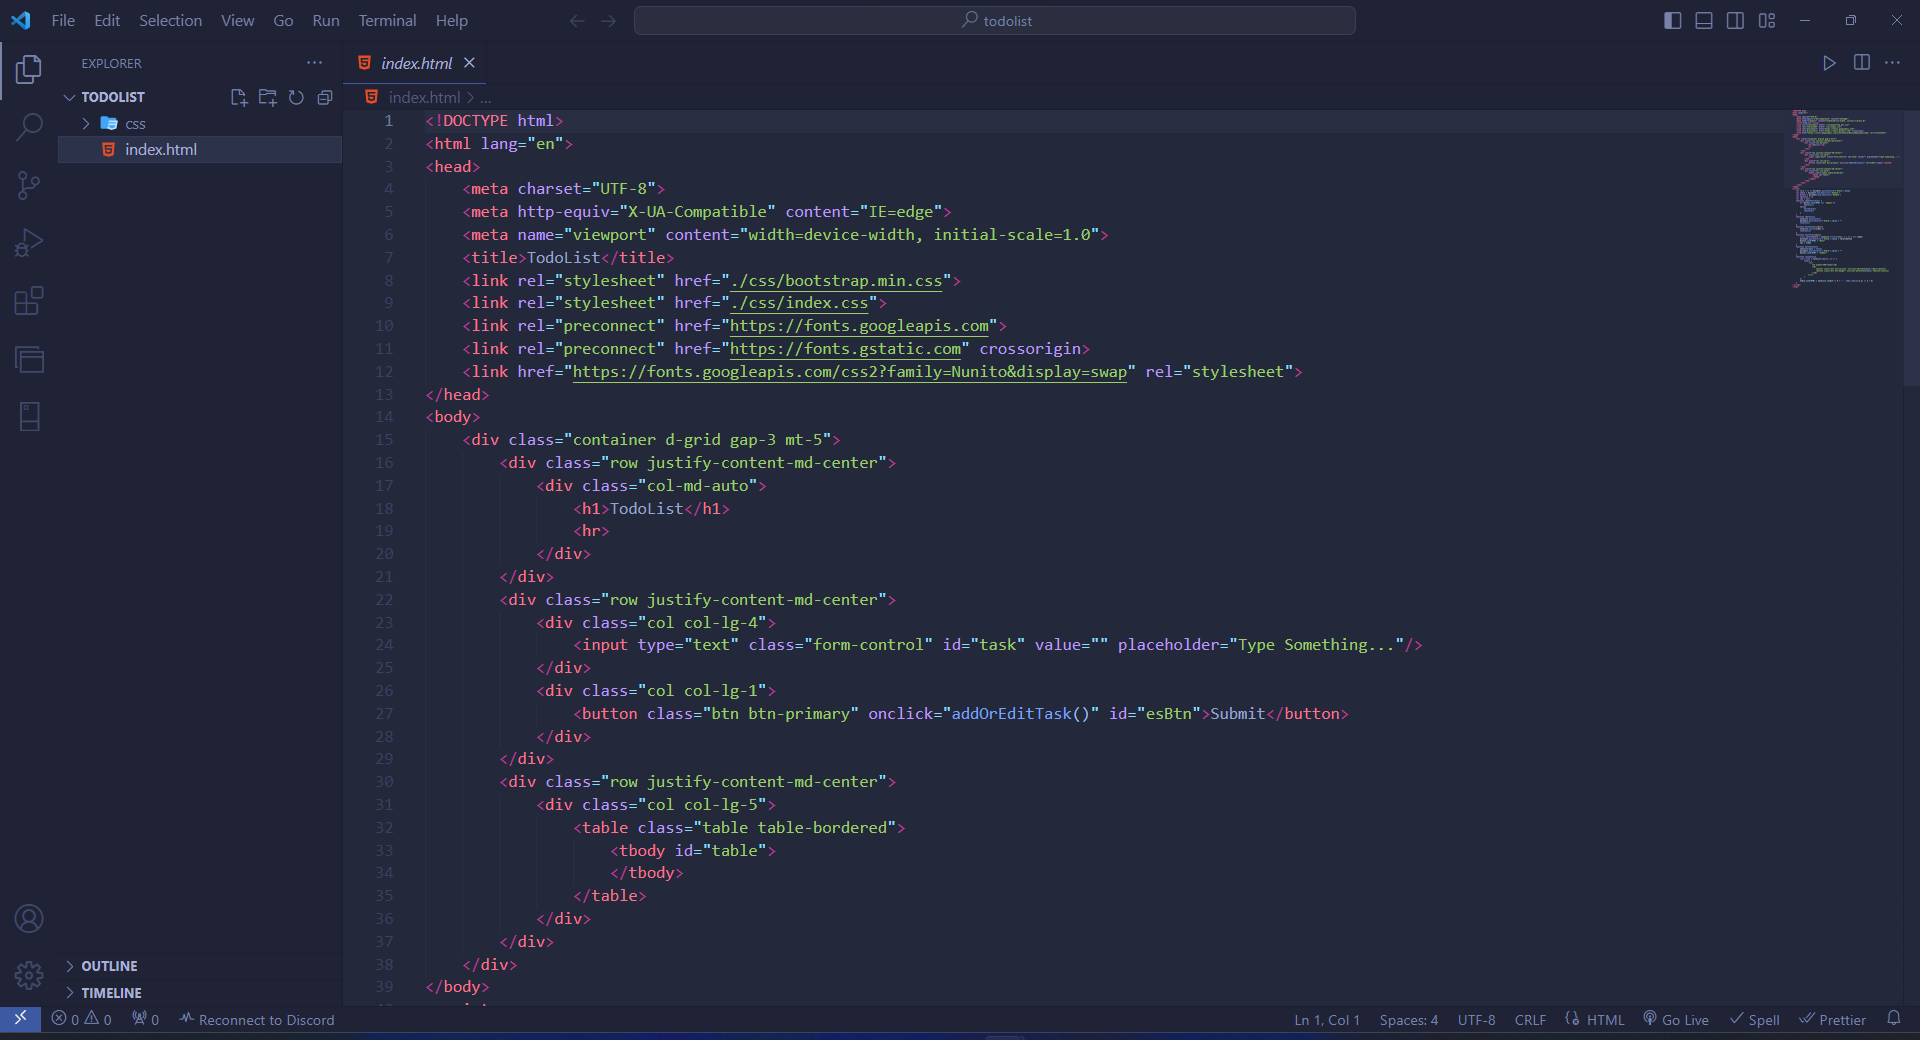 File Edit Selection View Go Run Terminal Help
todolist
EXPLORER
TODOLIST
css
index.html
OUTLINE
TIMELINE
index.html
index.html > ...
1 <!DOCTYPE html>
2 <html lang="en">
3 <head>
4 <meta charset="UTF-8">
5 <meta http-equiv="X-UA-Compatible" content="IE=edge">
6 <meta name="viewport" content="width=device-width, initial-scale=1.0">
7 <title>TodoList</title>
8 <link rel="stylesheet" href="./css/bootstrap.min.css">
9 <link rel="stylesheet" href="./css/index.css">
10 <link rel="preconnect" href="https://fonts.googleapis.com">
11 <link rel="preconnect" href="https://fonts.gstatic.com" crossorigin>
12 <link href="https://fonts.googleapis.com/css2?family=Nunito&display=swap" rel="stylesheet">
13 </head>
14 <body>
15 <div class="container d-grid gap-3 mt-5">
16 <div class="row justify-content-md-center">
17 <div class="col-md-auto">
18 <h1>TodoList</h1>
19 <hr>
20 </div>
21 </div>
22 <div class="row justify-content-md-center">
23 <div class="col col-lg-4">
24 <input type="text" class="form-control" id="task" value="" placeholder="Type Something..."/>
25 </div>
26 <div class="col col-lg-1">
27 <button class="btn btn-primary" onclick="addOrEditTask()" id="esBtn">Submit</button>
28 </div>
29 </div>
30 <div class="row justify-content-md-center">
31 <div class="col col-lg-5">
32 <table class="table table-bordered">
33 <tbody id="table">
34 </tbody>
35 </table>
36 </div>
37 </div>
38 </div>
39 </body>
0 0 0 Reconnect to Discord Ln 1, Col 1 Spaces: 4 UTF-8 CRLF HTML Go Live Spell Prettier